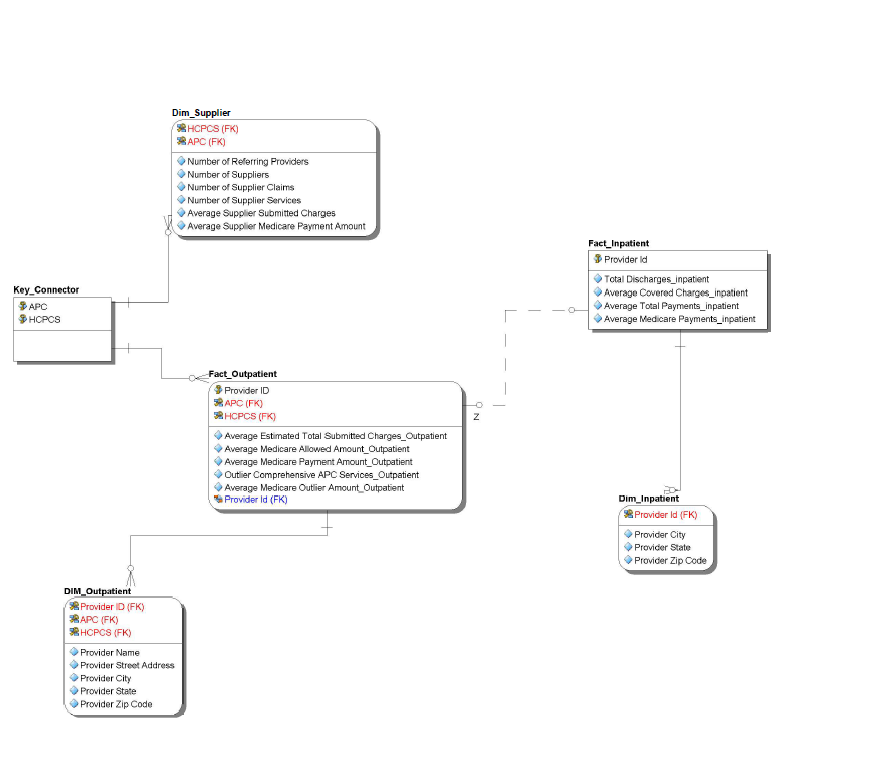 Dim_Supplier
HCPCS (FK)
APC (FK)
Number of Referring Providers
Number of Suppliers
Number of Supplier Claims
Number of Supplier Services
Average Supplier Submitted Charges
Average Supplier Medicare Payment Amount
Fact_Inpatient
Provider Id
Total Discharges_inpatient
Average Covered Charges_inpatient
Average Total Payments_inpatient
Average Medicare Payments_inpatient
Key_Connector
APC
HCPCS
Fact_Outpatient
Provider ID
APC (FK)
HCPCS (FK)
Average Estimated Total Submitted Charges_Outpatient
Average Medicare Allowed Amount_Outpatient
Average Medicare Payment Amount_Outpatient
Outlier Comprehensive APC Services_Outpatient
Average Medicare Outlier Amount_Outpatient
Provider Id (FK)
Z
Dim_Inpatient
Provider Id (FK)
Provider City
Provider State
Provider Zip Code
DIM_Outpatient
Provider ID (FK)
APC (FK)
HCPCS (FK)
Provider Name
Provider Street Address
Provider City
Provider State
Provider Zip Code